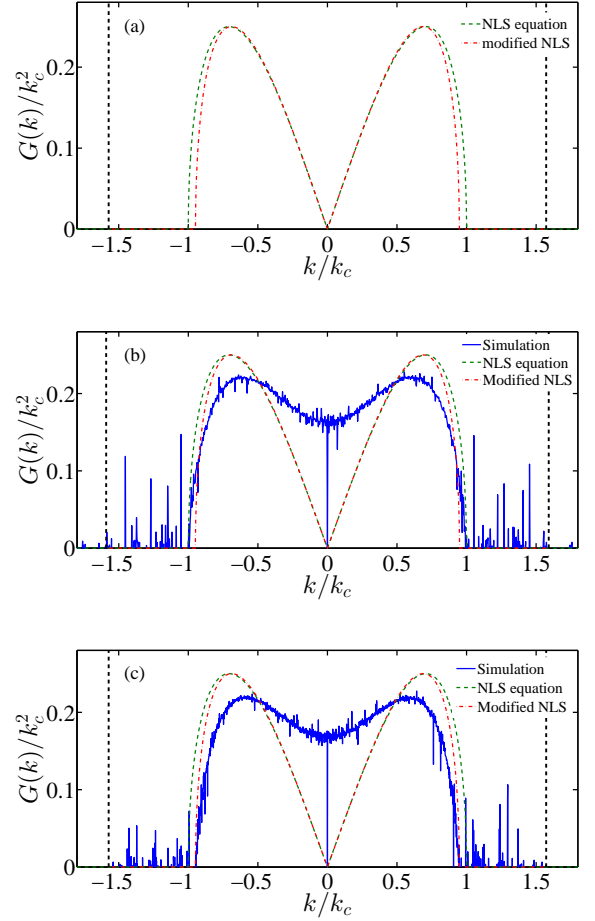 (a)
NLS equation
modified NLS
G(k)/k_c^2
0.2
0.1
0
−1.5 −1 −0.5 0 0.5 1 1.5
k/k_c
(b)
Simulation
NLS equation
Modified NLS
G(k)/k_c^2
0.2
0.1
0
−1.5 −1 −0.5 0 0.5 1 1.5
k/k_c
(c)
Simulation
NLS equation
Modified NLS
G(k)/k_c^2
0.2
0.1
0
−1.5 −1 −0.5 0 0.5 1 1.5
k/k_c